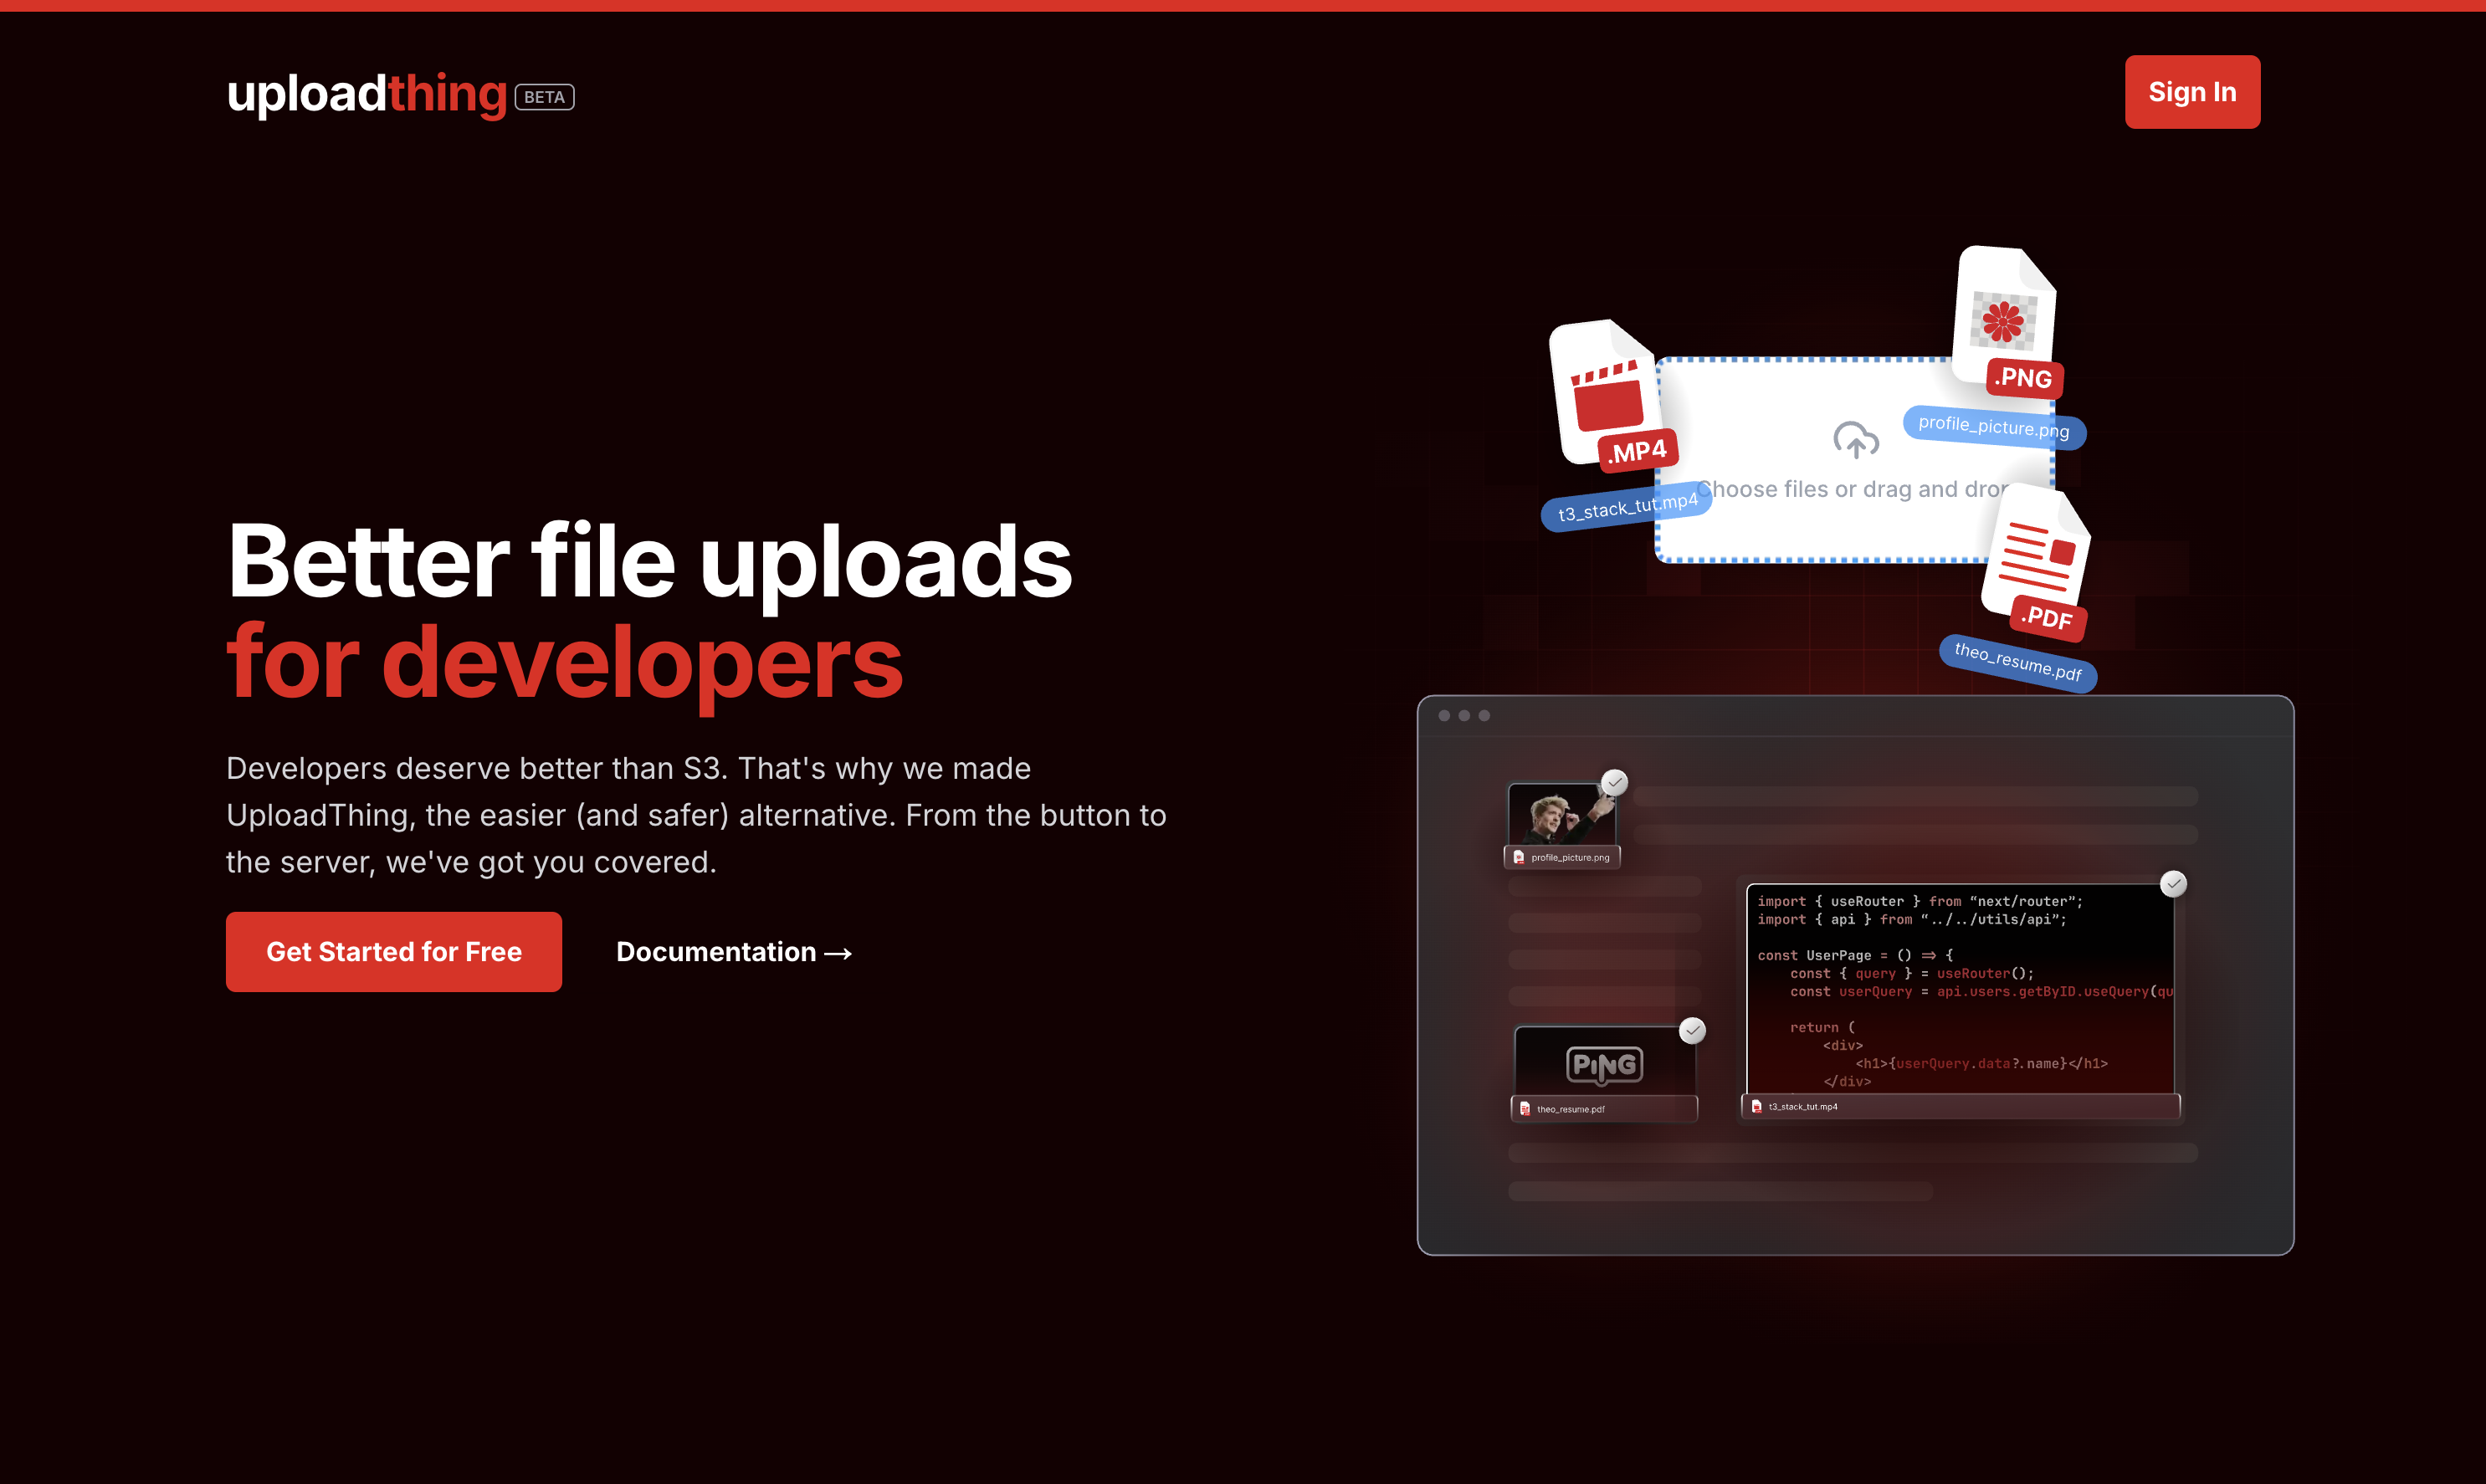 uploadthing BETA
Sign In
Better file uploads
for developers
Developers deserve better than S3. That's why we made
UploadThing, the easier (and safer) alternative. From the button to
the server, we've got you covered.
Get Started for Free
Documentation →
.PNG
profile_picture.png
.MP4
t3_stack_tut.mp4
Choose files or drag and drop
.PDF
theo_resume.pdf
profile_picture.png
import { useRouter } from “next/router”;
import { api } from “../../utils/api”;
const UserPage = () => {
const { query } = useRouter();
const userQuery = api.users.getByID.useQuery(qu
return (
<div>
<h1>{userQuery.data?.name}</h1>
</div>
t3_stack_tut.mp4
PiNG
theo_resume.pdf